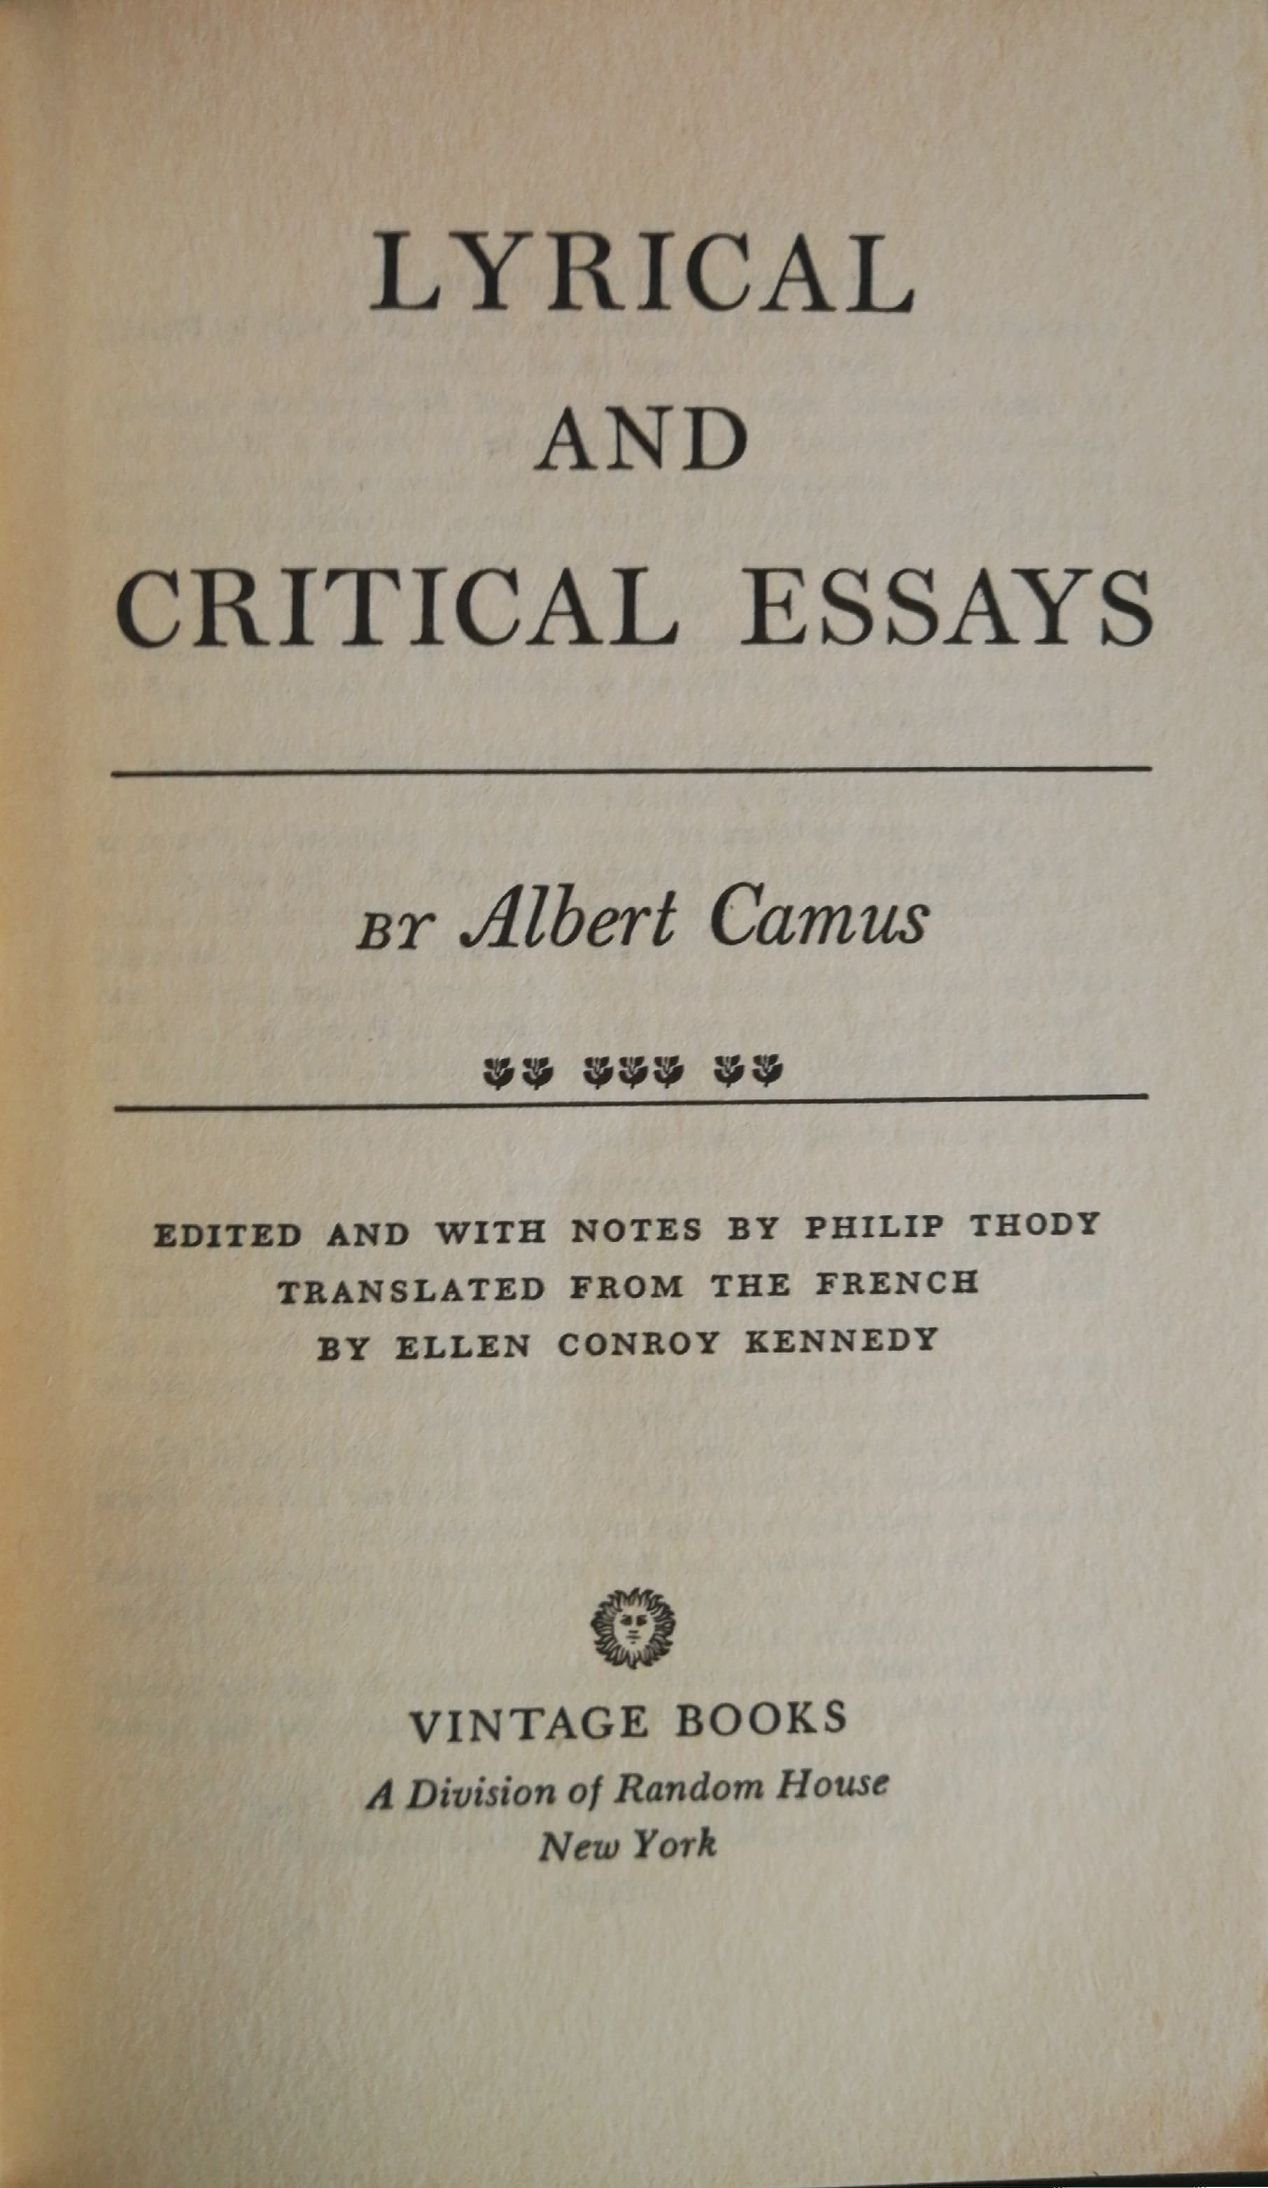 LYRICAL
AND
CRITICAL ESSAYS
BY Albert Camus
EDITED AND WITH NOTES BY PHILIP THODY
TRANSLATED FROM THE FRENCH
BY ELLEN CONROY KENNEDY
VINTAGE BOOKS
A Division of Random House
New York